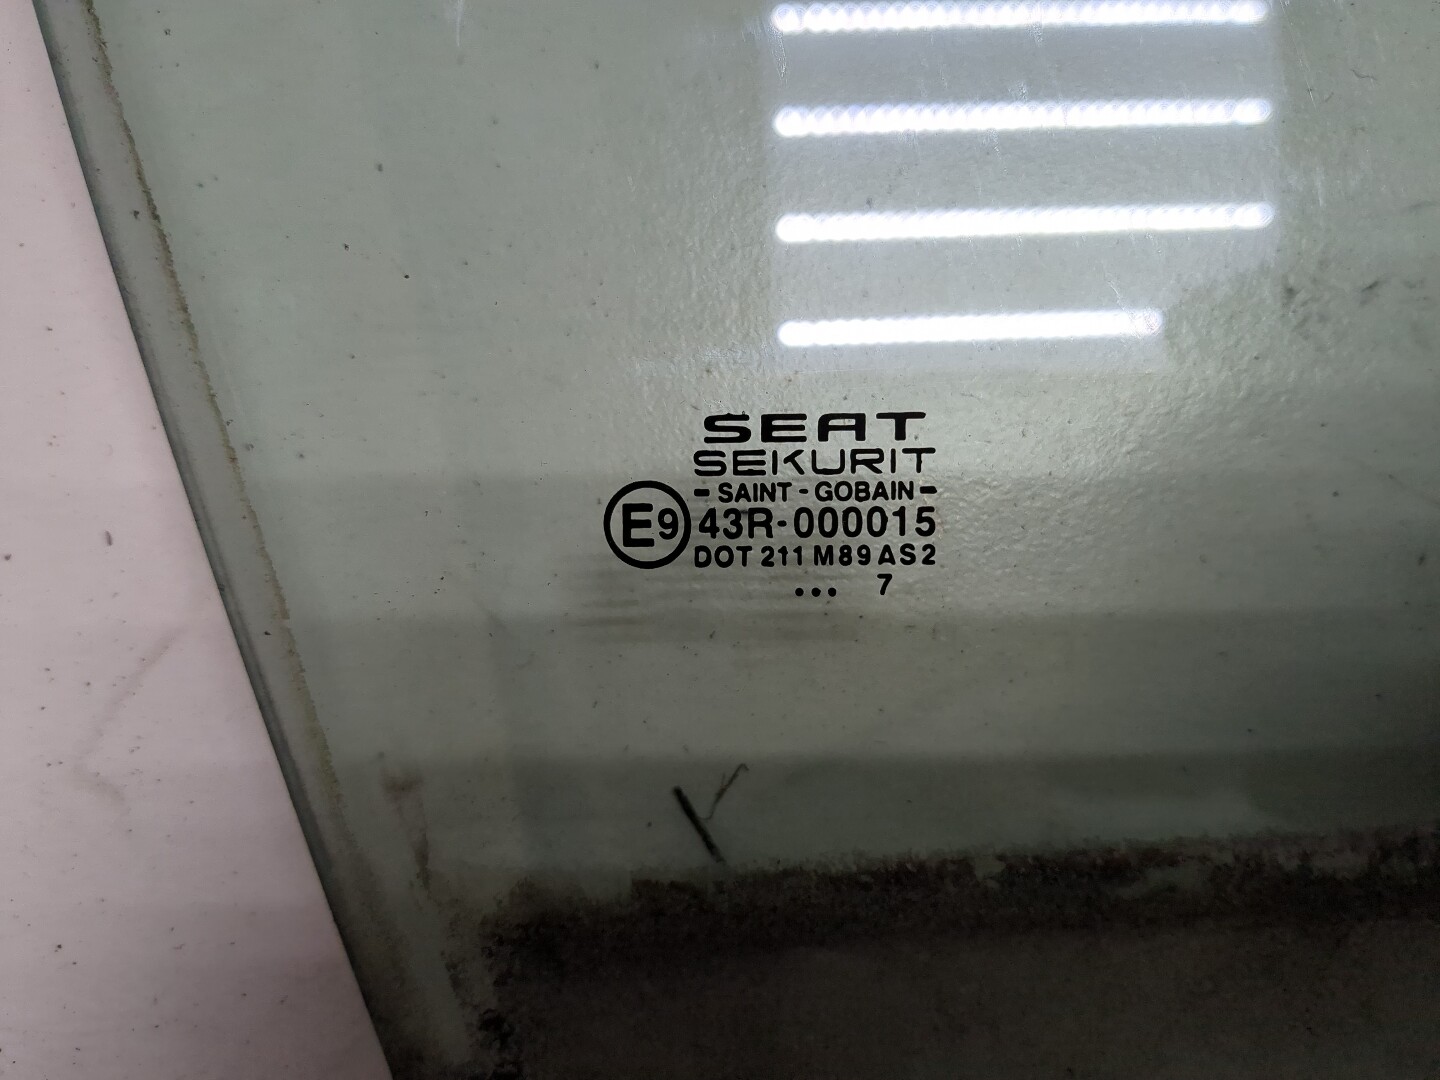 SEAT
SEKURIT
- SAINT - GOBAIN -
E9 43R-000015
DOT 211 M89 AS2
... 7